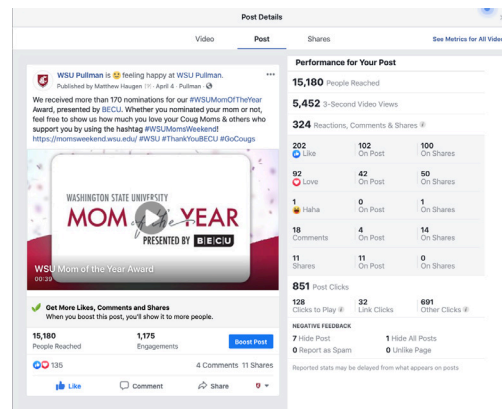 Post Details
Video Post Shares See Metrics for All Vide
WSU Pullman is feeling happy at WSU Pullman.
Published by Matthew Haugen · April 4 · Pullman ·
We received more than 170 nominations for our #WSUMomOfTheYear
Award, presented by BECU. Whether you nominated your mom or not,
feel free to show us how much you love your Coug Moms & others who
support you by using the hashtag #WSUMomsWeekend!
https://momsweekend.wsu.edu/ #WSU #ThankYouBECU #GoCougs
WASHINGTON STATE UNIVERSITY
MOM of the YEAR
PRESENTED BY BECU
WSU Mom of the Year Award
00:39
Get More Likes, Comments and Shares
When you boost this post, you'll show it to more people.
15,180 1,175
People Reached Engagements
Boost Post
135 4 Comments 11 Shares
Like Comment Share
Performance for Your Post
15,180 People Reached
5,452 3-Second Video Views
324 Reactions, Comments & Shares
202 102 100
Like On Post On Shares
92 42 50
Love On Post On Shares
1 0 1
Haha On Post On Shares
18 4 14
Comments On Post On Shares
11 11 0
Shares On Post On Shares
851 Post Clicks
128 32 691
Clicks to Play Link Clicks Other Clicks
NEGATIVE FEEDBACK
7 Hide Post 1 Hide All Posts
0 Report as Spam 0 Unlike Page
Reported stats may be delayed from what appears on posts